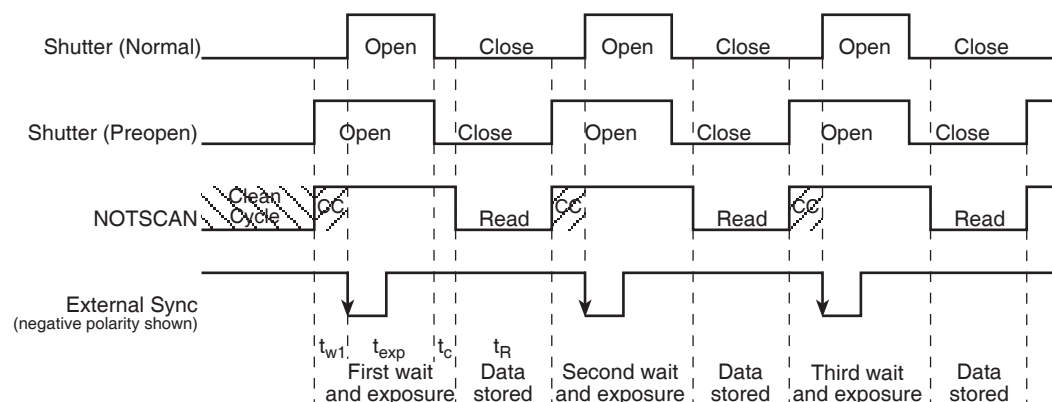 Shutter (Normal) Open Close Open Close Open Close
Shutter (Preopen) Open Close Open Close Open Close
Clean
Cycle
NOTSCAN CC Read CC Read CC Read
External Sync
(negative polarity shown)
tw1 texp tc tR
First wait Data Second wait Data Third wait Data
and exposure stored and exposure stored and exposure stored